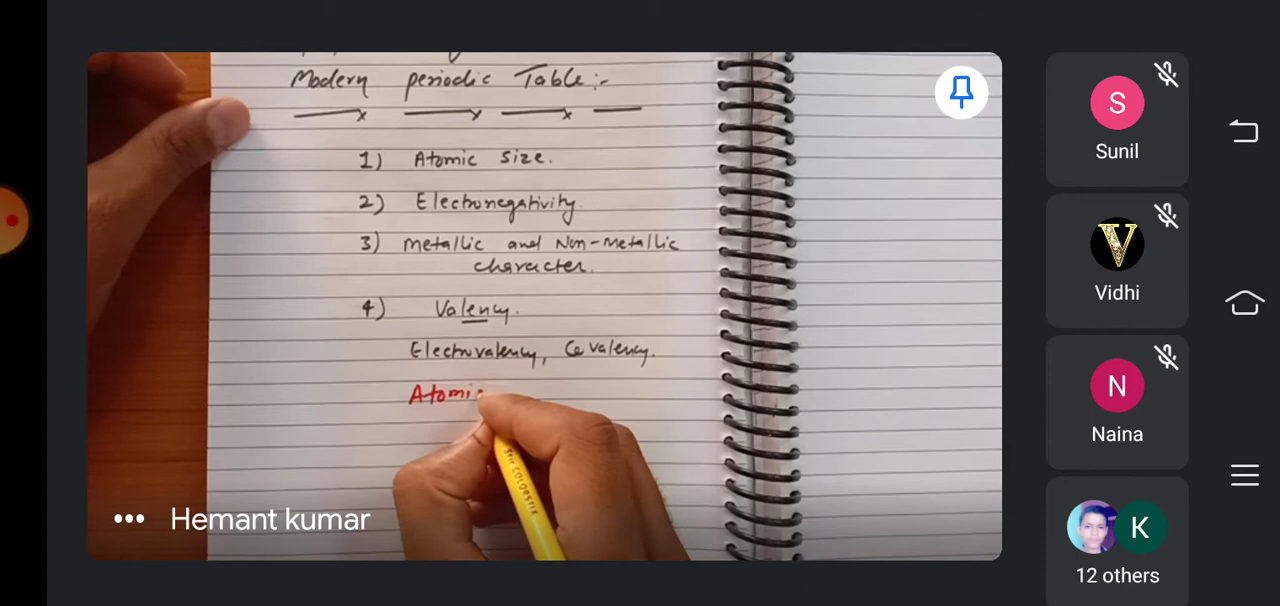 Modern periodic Table:-
1) Atomic size.
2) Electronegativity.
3) Metallic and Non-metallic
character.
4) Valency.
Electrovalency, Covalency.
Atomi
Hemant kumar
S
Sunil
V
Vidhi
N
Naina
K
12 others